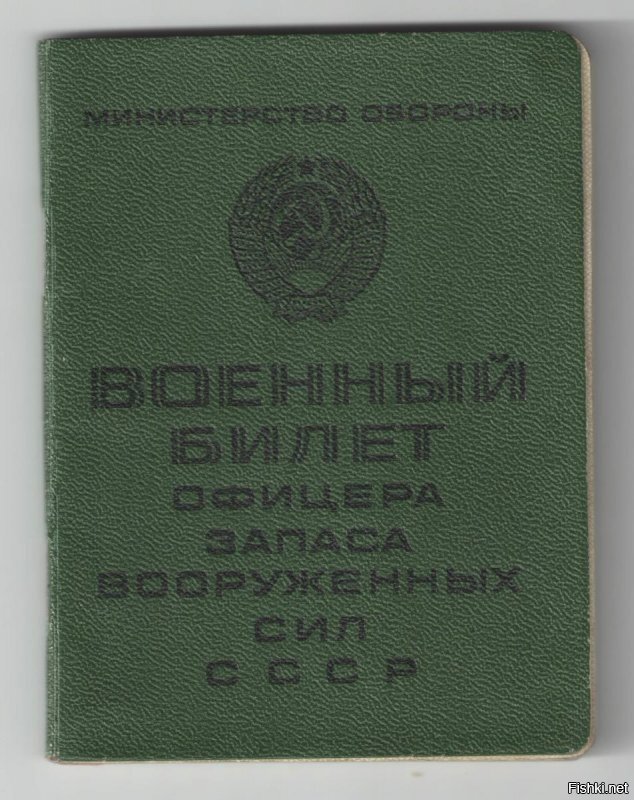 МИНИСТЕРСТВО ОБОРОНЫ
ВОЕННЫЙ
БИЛЕТ
ОФИЦЕРА
ЗАПАСА
ВООРУЖЕННЫХ
СИЛ
СССР
Fishki.net